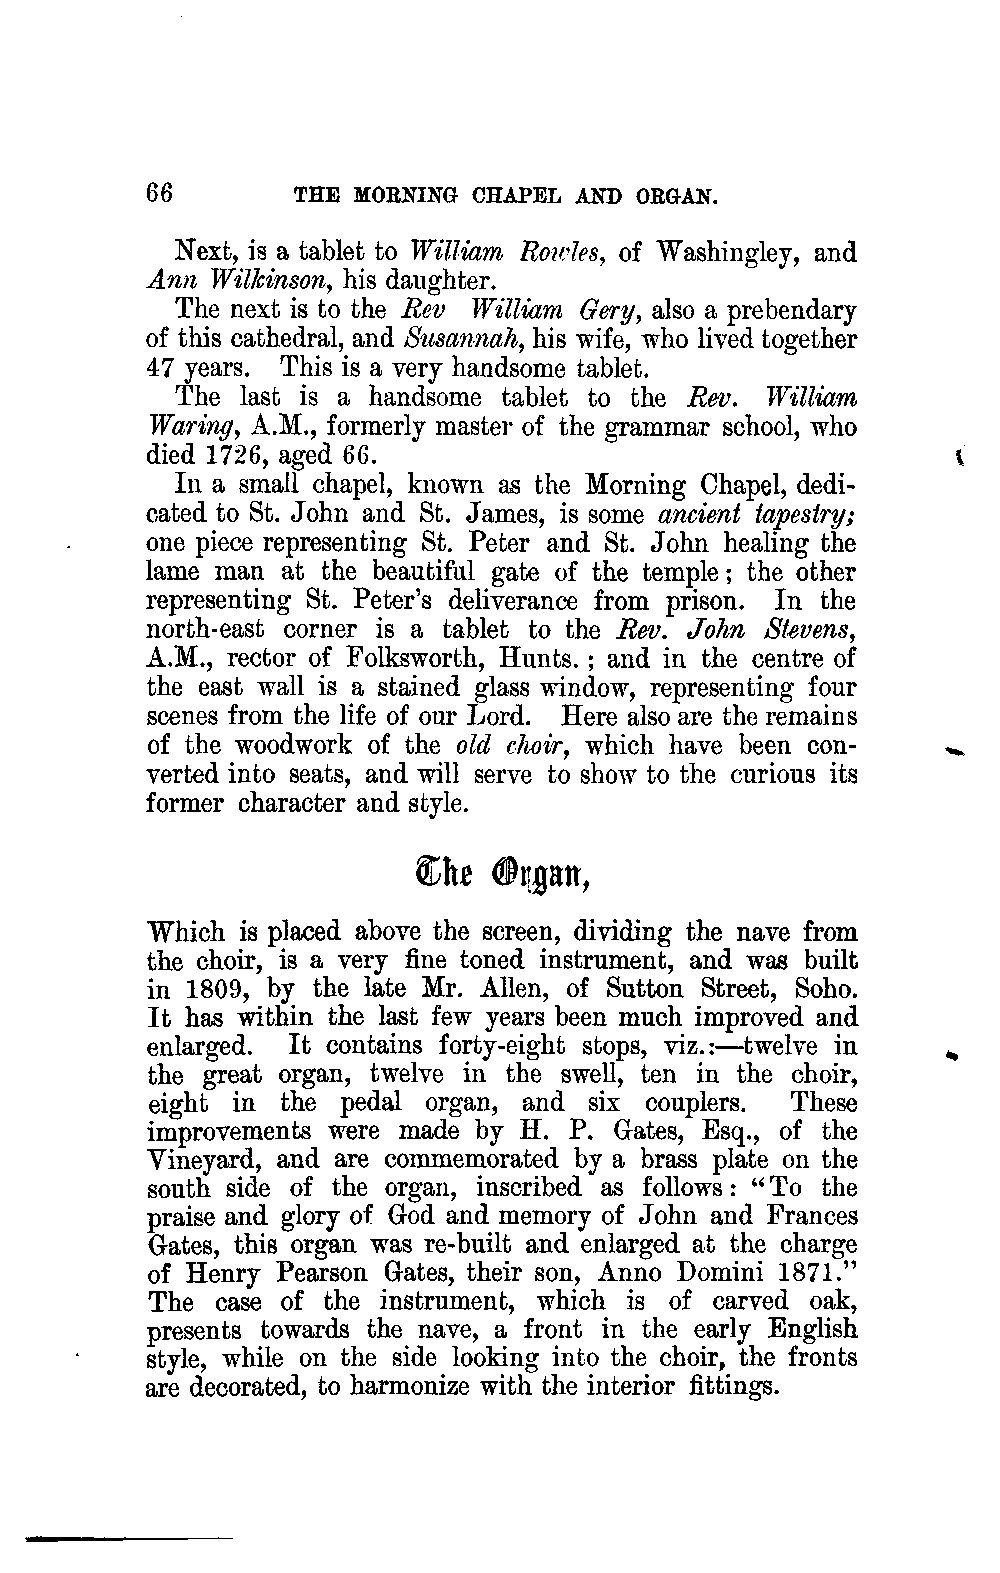 66 THE MORNING CHAPEL AND ORGAN.
Next, is a tablet to William Rowles, of Washingley, and
Ann Wilkinson, his daughter.
The next is to the Rev William Gery, also a prebendary
of this cathedral, and Susannah, his wife, who lived together
47 years. This is a very handsome tablet.
The last is a handsome tablet to the Rev. William
Waring, A.M., formerly master of the grammar school, who
died 1726, aged 66.
In a small chapel, known as the Morning Chapel, dedi-
cated to St. John and St. James, is some ancient tapestry;
one piece representing St. Peter and St. John healing the
lame man at the beautiful gate of the temple; the other
representing St. Peter's deliverance from prison. In the
north-east corner is a tablet to the Rev. John Stevens,
A.M., rector of Folksworth, Hunts.; and in the centre of
the east wall is a stained glass window, representing four
scenes from the life of our Lord. Here also are the remains
of the woodwork of the old choir, which have been con-
verted into seats, and will serve to show to the curious its
former character and style.
The Organ,
Which is placed above the screen, dividing the nave from
the choir, is a very fine toned instrument, and was built
in 1809, by the late Mr. Allen, of Sutton Street, Soho.
It has within the last few years been much improved and
enlarged. It contains forty-eight stops, viz.:—twelve in
the great organ, twelve in the swell, ten in the choir,
eight in the pedal organ, and six couplers. These
improvements were made by H. P. Gates, Esq., of the
Vineyard, and are commemorated by a brass plate on the
south side of the organ, inscribed as follows: "To the
praise and glory of God and memory of John and Frances
Gates, this organ was re-built and enlarged at the charge
of Henry Pearson Gates, their son, Anno Domini 1871."
The case of the instrument, which is of carved oak,
presents towards the nave, a front in the early English
style, while on the side looking into the choir, the fronts
are decorated, to harmonize with the interior fittings.